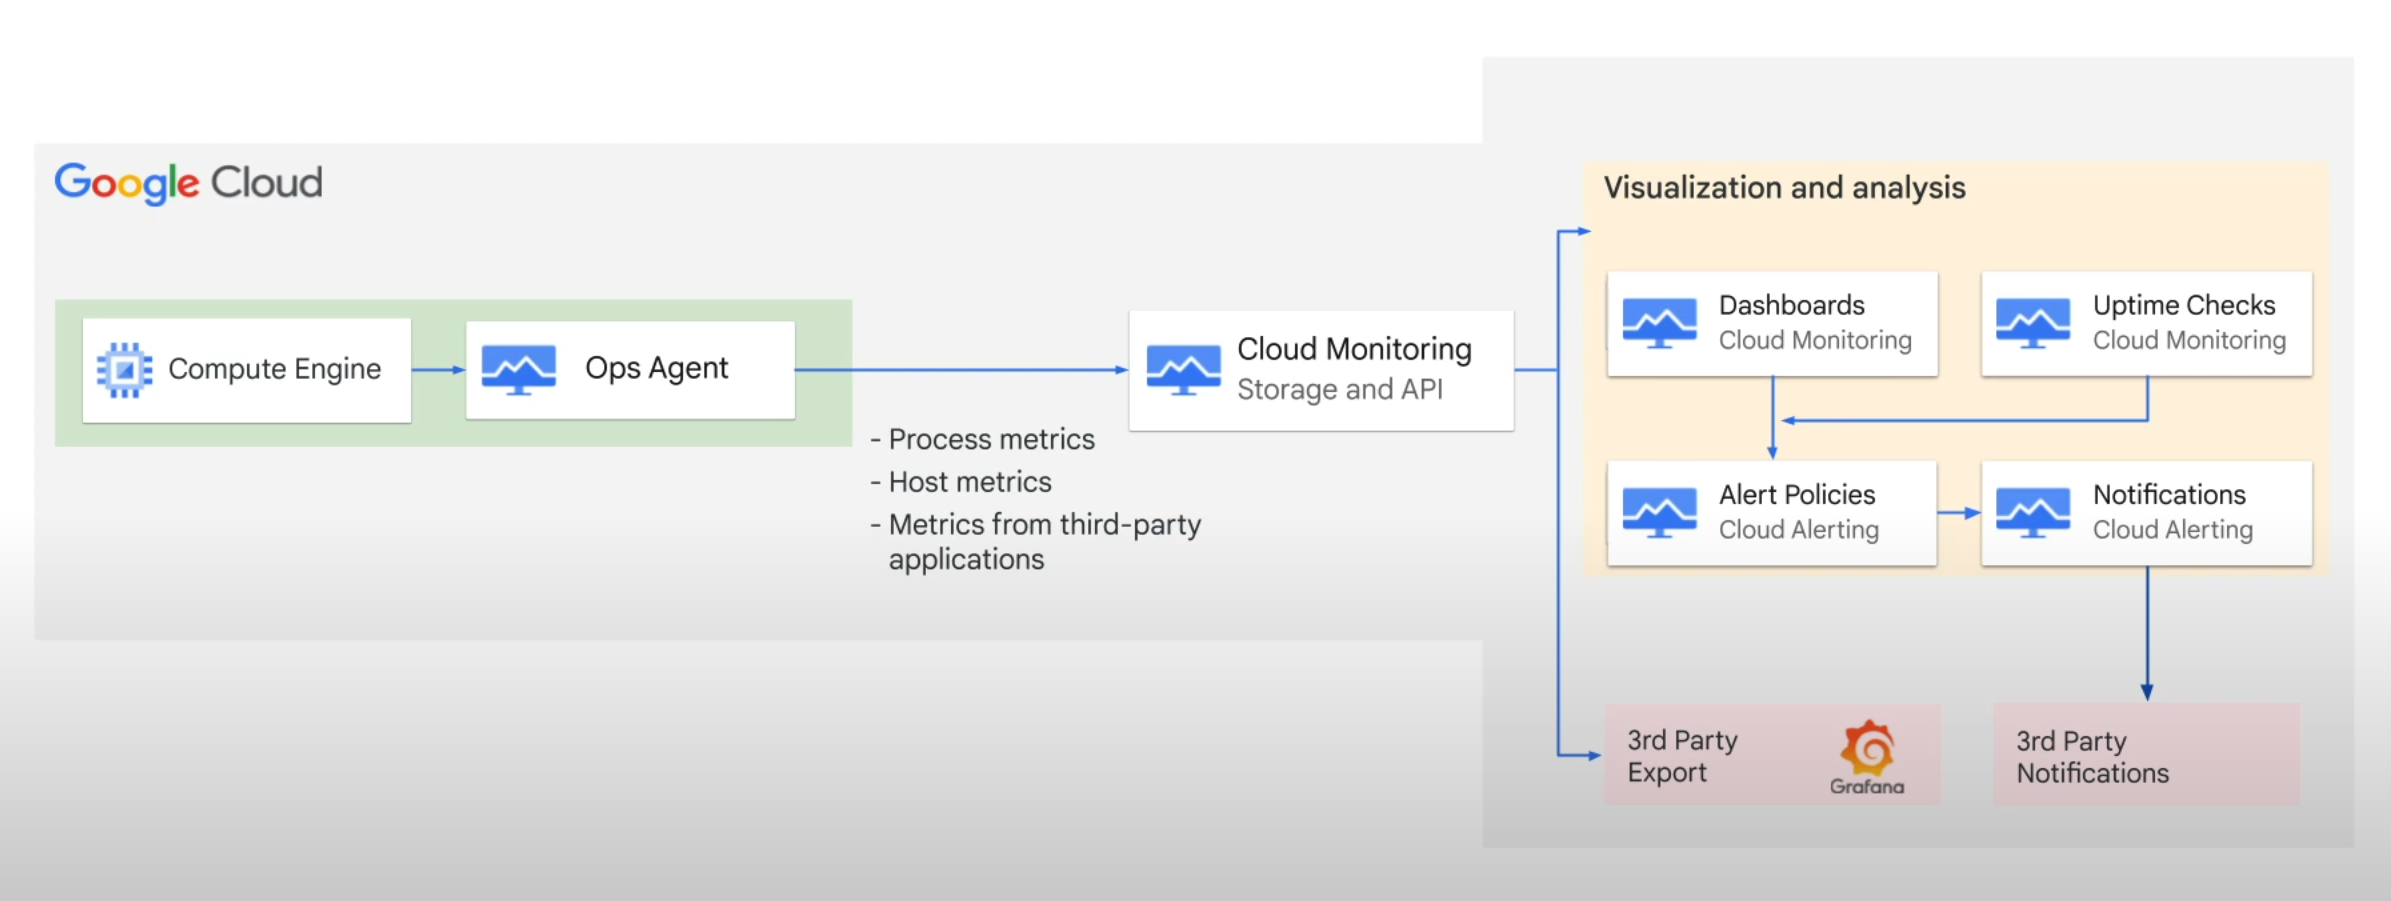 Google Cloud
Compute Engine
Ops Agent
- Process metrics
- Host metrics
- Metrics from third-party
applications
Cloud Monitoring
Storage and API
Visualization and analysis
Dashboards
Cloud Monitoring
Uptime Checks
Cloud Monitoring
Alert Policies
Cloud Alerting
Notifications
Cloud Alerting
3rd Party
Export
Grafana
3rd Party
Notifications